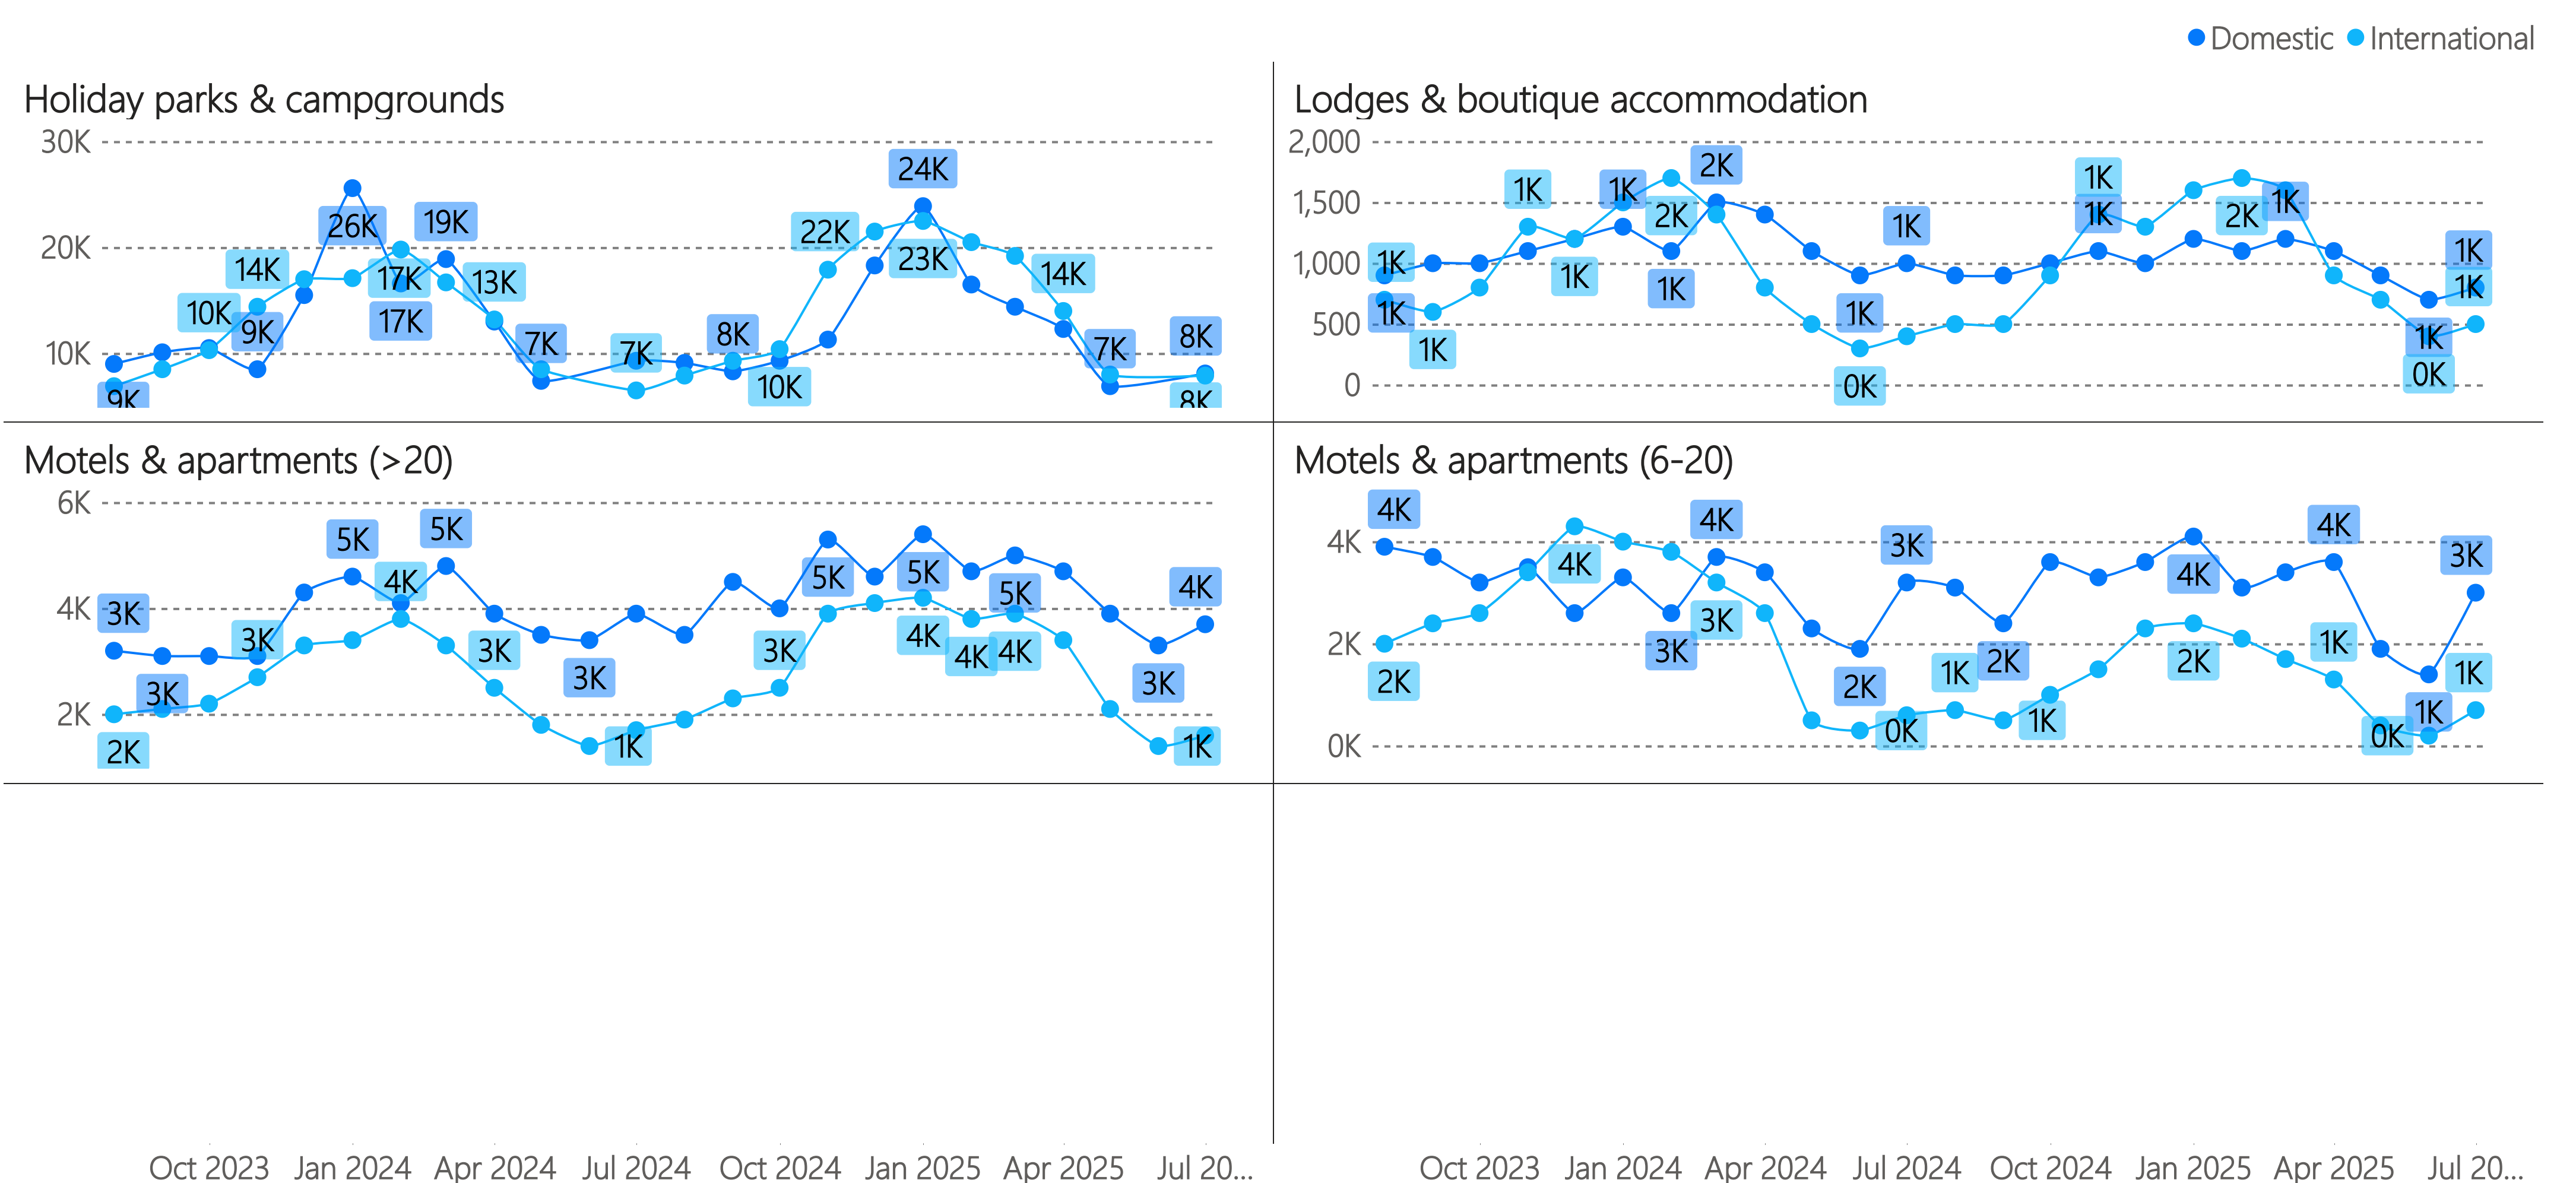 Domestic International
Holiday parks & campgrounds
30K
20K
10K
24K
26K
19K
22K
14K
17K
13K
23K
14K
10K
9K
17K
7K
7K
8K
7K
8K
10K
9K
8K
Lodges & boutique accommodation
2,000
1,500
1,000
500
0
2K
1K
1K
1K
2K
1K
2K
1K
1K
1K
1K
1K
1K
1K
1K
1K
1K
1K
0K
0K
Motels & apartments (>20)
6K
4K
2K
5K
5K
4K
5K
5K
5K
4K
3K
3K
3K
3K
4K
4K
4K
3K
3K
3K
2K
1K
1K
Motels & apartments (6-20)
4K
2K
0K
4K
4K
4K
3K
3K
4K
4K
3K
3K
2K
2K
1K
2K
1K
1K
2K
0K
1K
1K
0K
Oct 2023 Jan 2024 Apr 2024 Jul 2024 Oct 2024 Jan 2025 Apr 2025 Jul 20...
Oct 2023 Jan 2024 Apr 2024 Jul 2024 Oct 2024 Jan 2025 Apr 2025 Jul 20...